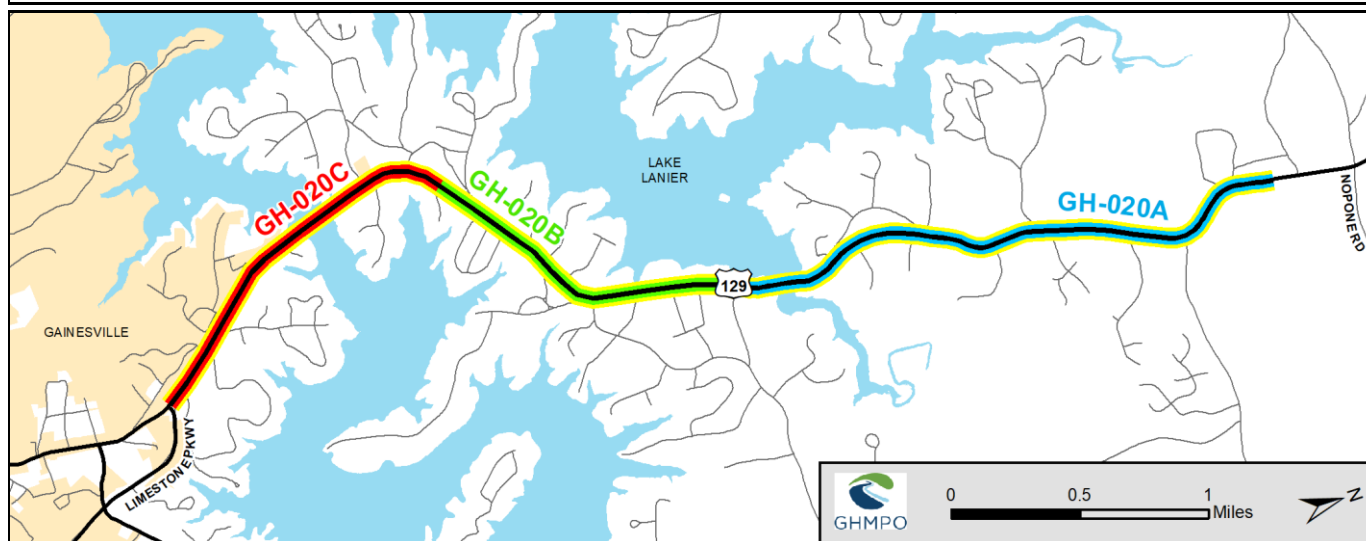 GH-020C
GH-020B
LAKE
LANIER
GH-020A
NOPONE RD
129
GAINESVILLE
LIMESTONE PKWY
GHMPO
0 0.5 1
Miles
N